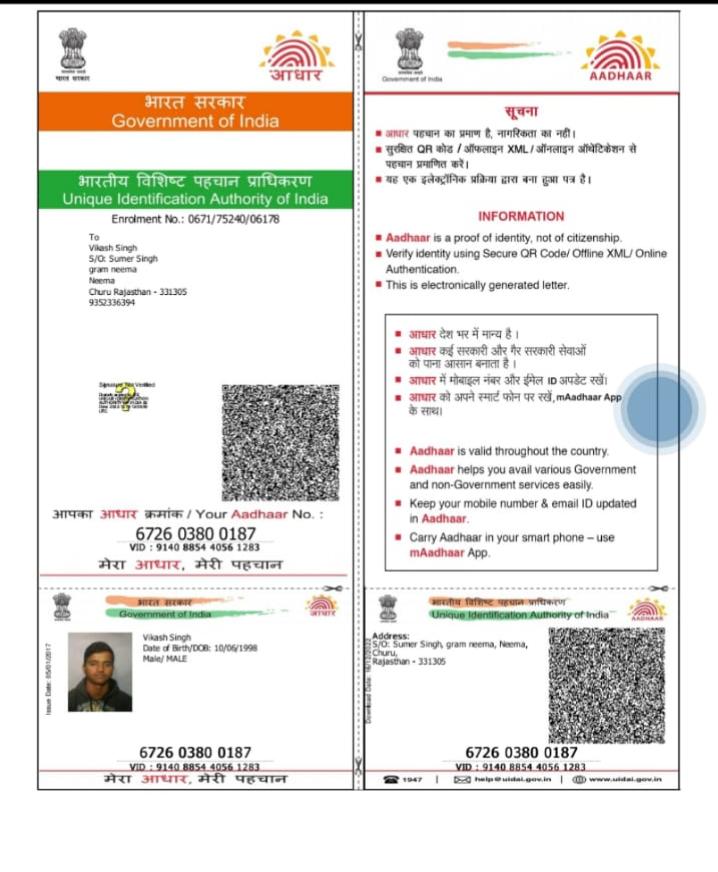 भारत सरकार
आधार
भारत सरकार
Government of India
भारतीय विशिष्ट पहचान प्राधिकरण
Unique Identification Authority of India
Enrolment No.: 0671/75240/06178
To
Vikash Singh
S/O: Sumer Singh
gram neema
Neema
Churu Rajasthan - 331305
9352336394
Signature Not Verified
आपका आधार क्रमांक / Your Aadhaar No. :
6726 0380 0187
VID : 9140 8854 4056 1283
मेरा आधार, मेरी पहचान
Government of India
AADHAAR
सूचना
आधार पहचान का प्रमाण है, नागरिकता का नहीं।
सुरक्षित QR कोड / ऑफलाइन XML / ऑनलाइन ऑथेंटिकेशन से
पहचान प्रमाणित करें।
यह एक इलेक्ट्रॉनिक प्रक्रिया द्वारा बना हुआ पत्र है।
INFORMATION
Aadhaar is a proof of identity, not of citizenship.
Verify identity using Secure QR Code/ Offline XML/ Online
Authentication.
This is electronically generated letter.
आधार देश भर में मान्य है ।
आधार कई सरकारी और गैर सरकारी सेवाओं
को पाना आसान बनाता है ।
आधार में मोबाइल नंबर और ईमेल ID अपडेट रखें।
आधार को अपने स्मार्ट फोन पर रखें, mAadhaar App
के साथ।
Aadhaar is valid throughout the country.
Aadhaar helps you avail various Government
and non-Government services easily.
Keep your mobile number & email ID updated
in Aadhaar.
Carry Aadhaar in your smart phone – use
mAadhaar App.
भारत सरकार
Government of India
आधार
Issue Date: 05/01/2017
Vikash Singh
Date of Birth/DOB: 10/06/1998
Male/ MALE
6726 0380 0187
VID : 9140 8854 4056 1283
मेरा आधार, मेरी पहचान
भारतीय विशिष्ट पहचान प्राधिकरण
Unique Identification Authority of India
AADHAAR
Download Date:
Address:
S/O: Sumer Singh, gram neema, Neema,
Churu,
Rajasthan - 331305
6726 0380 0187
VID : 9140 8854 4056 1283
1947 | help@uidai.gov.in | www.uidai.gov.in